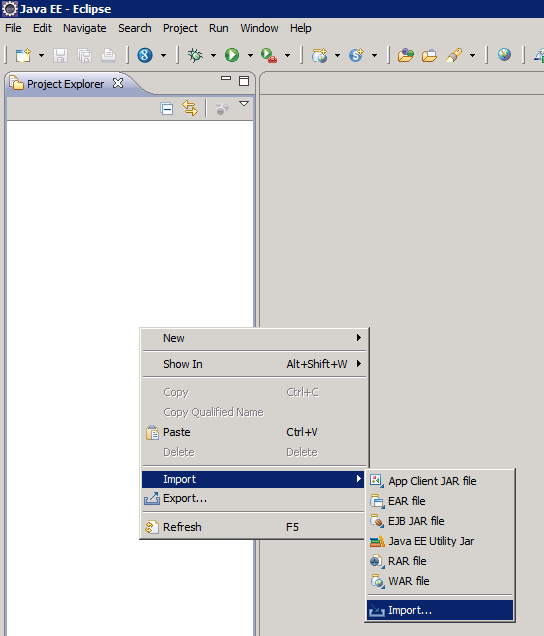 Java EE - Eclipse
File Edit Navigate Search Project Run Window Help
Project Explorer
New
Show In Alt+Shift+W
Copy Ctrl+C
Copy Qualified Name
Paste Ctrl+V
Delete Delete
Import
Export...
Refresh F5
App Client JAR file
EAR file
EJB JAR file
Java EE Utility Jar
RAR file
WAR file
Import...